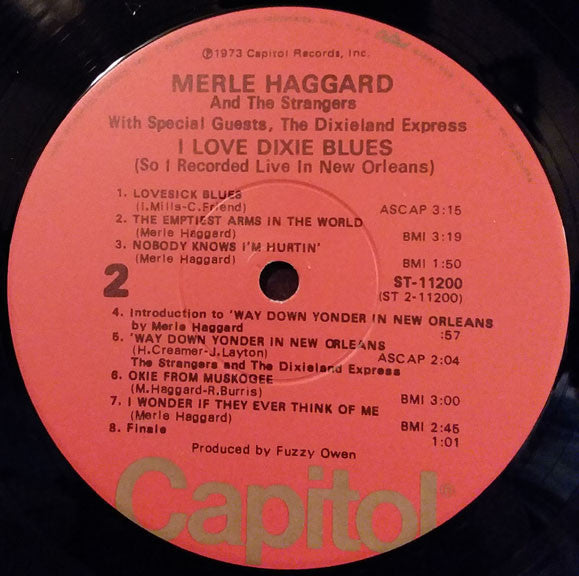 ℗1973 Capitol Records, Inc.
MERLE HAGGARD
And The Strangers
With Special Guests, The Dixieland Express
I LOVE DIXIE BLUES
(So I Recorded Live In New Orleans)
1. LOVESICK BLUES
(I.Mills-C.Friend) ASCAP 3:15
2. THE EMPTIEST ARMS IN THE WORLD
(Merle Haggard) BMI 3:19
3. NOBODY KNOWS I'M HURTIN'
(Merle Haggard) BMI 1:50
2
ST-11200
(ST 2-11200)
4. Introduction to 'WAY DOWN YONDER IN NEW ORLEANS
by Merle Haggard :57
5. 'WAY DOWN YONDER IN NEW ORLEANS
(H.Creamer-J.Layton) ASCAP 2:04
The Strangers and The Dixieland Express
6. OKIE FROM MUSKOGEE
(M.Haggard-R.Burris) BMI 3:00
7. I WONDER IF THEY EVER THINK OF ME
(Merle Haggard) BMI 2:45
8. Finale 1:01
Produced by Fuzzy Owen
Capitol®